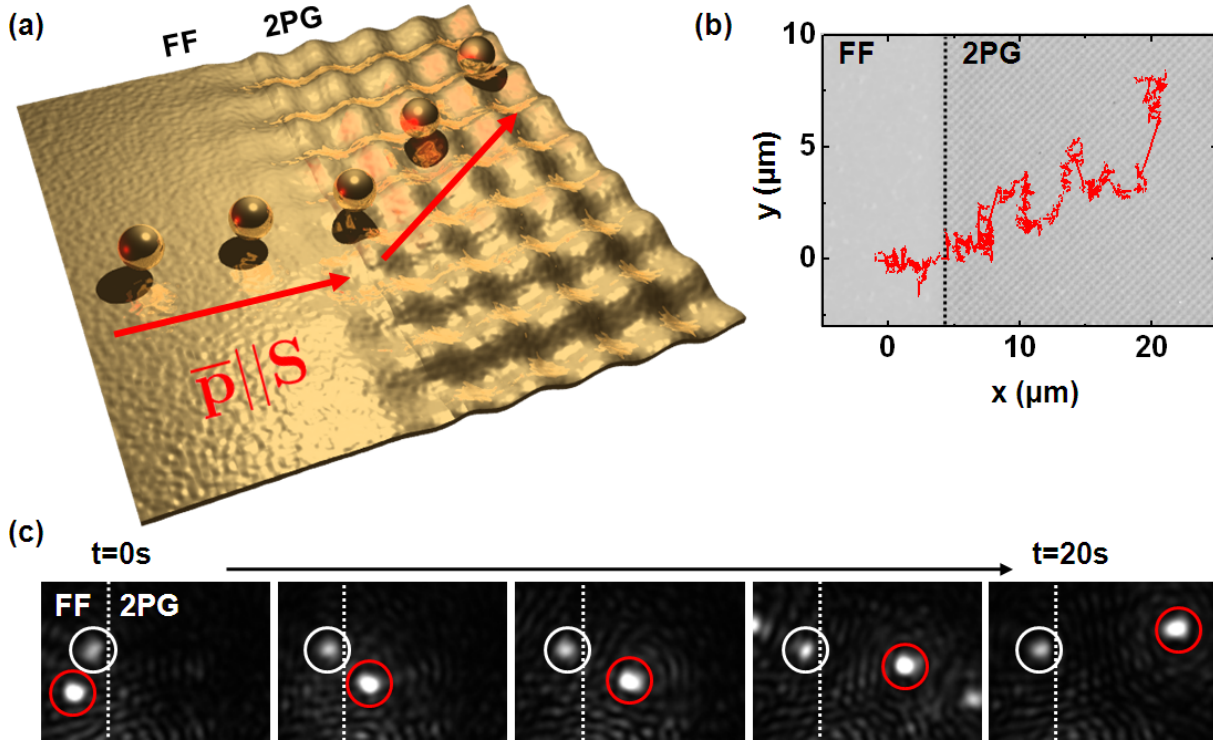 (a)
FF 2PG
p̅||S
(b)
10
5
0
y (μm)
FF 2PG
0 10 20
x (μm)
(c)
t=0s t=20s
FF 2PG